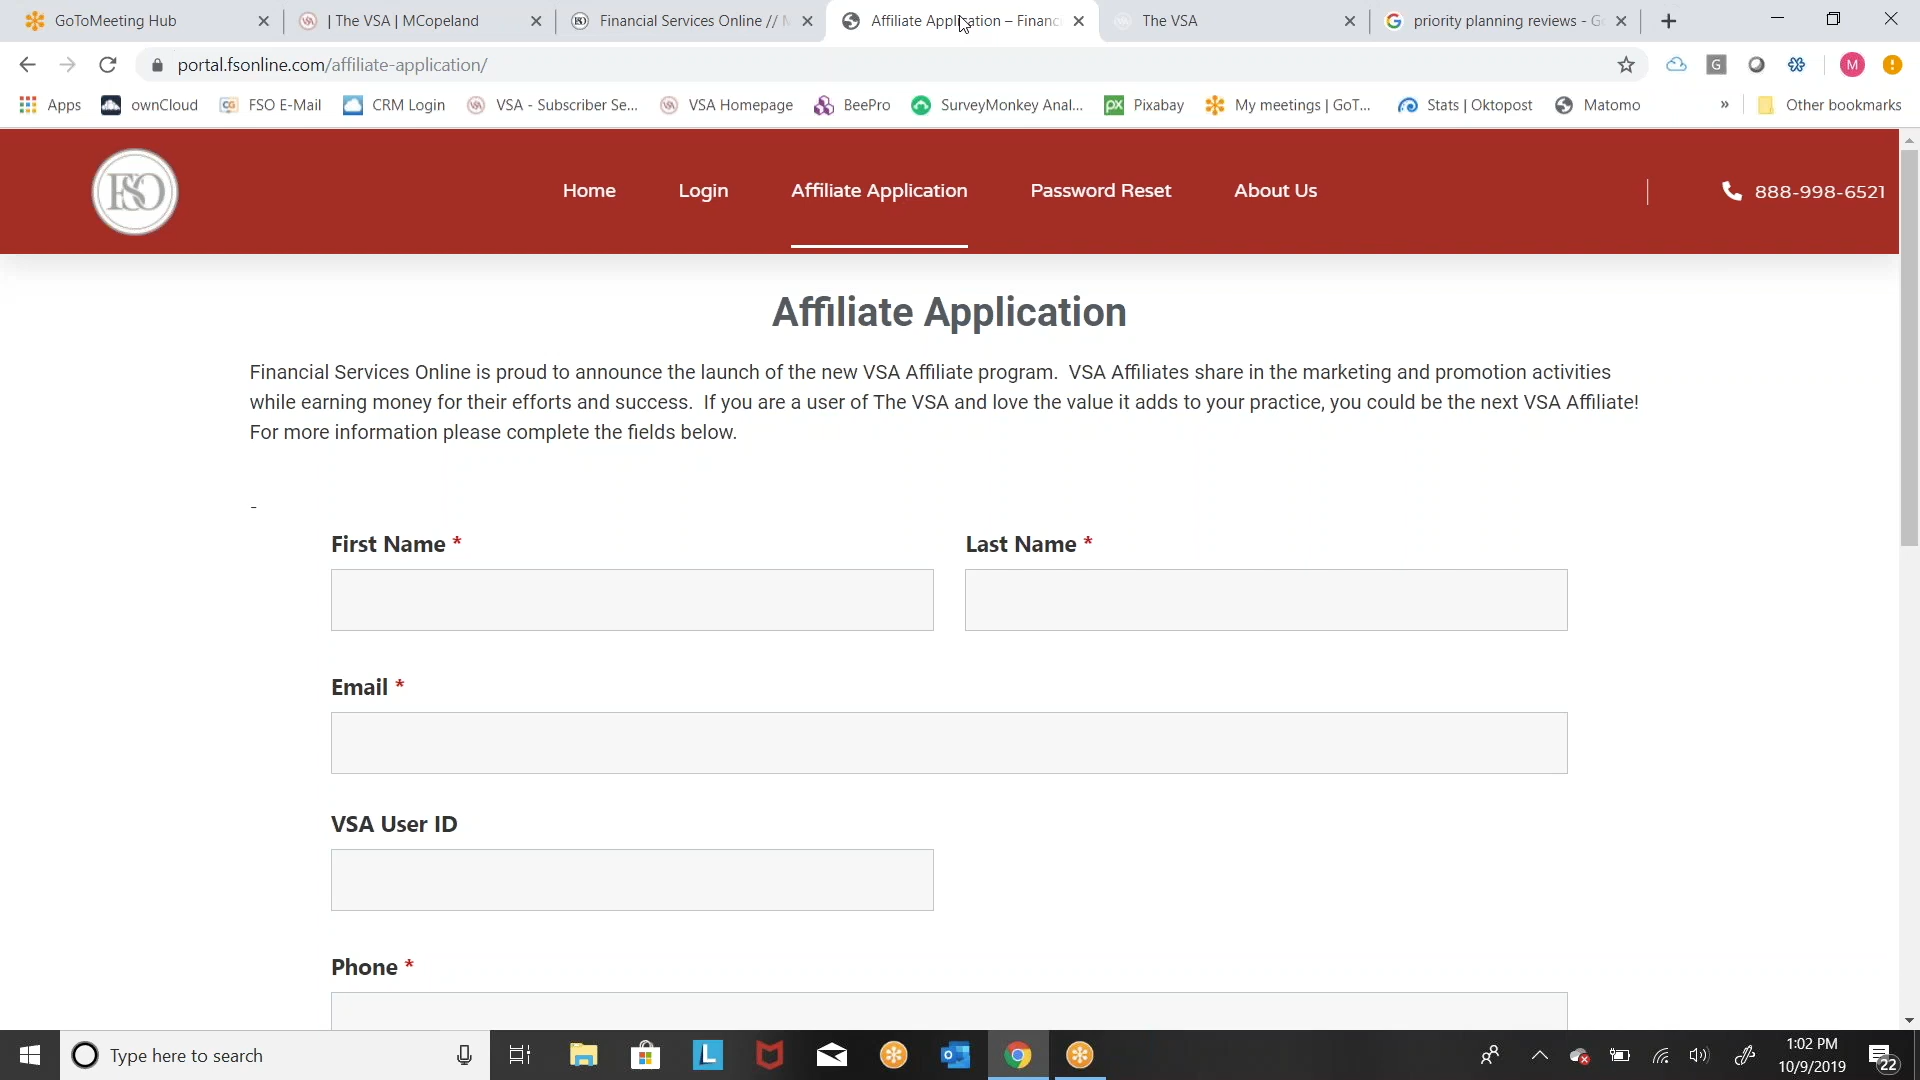 GoToMeeting Hub
| The VSA | MCopeland
Financial Services Online // M
Affiliate Application – Financ
The VSA
priority planning reviews - Go
portal.fsonline.com/affiliate-application/
G
M
Apps
ownCloud
FSO E-Mail
CRM Login
VSA - Subscriber Se...
VSA Homepage
BeePro
SurveyMonkey Anal...
Pixabay
My meetings | GoT...
Stats | Oktopost
Matomo
»
Other bookmarks
FSO
Home
Login
Affiliate Application
Password Reset
About Us
888-998-6521
Affiliate Application
Financial Services Online is proud to announce the launch of the new VSA Affiliate program. VSA Affiliates share in the marketing and promotion activities
while earning money for their efforts and success. If you are a user of The VSA and love the value it adds to your practice, you could be the next VSA Affiliate!
For more information please complete the fields below.
-
First Name *
Last Name *
Email *
VSA User ID
Phone *
Type here to search
1:02 PM
10/9/2019
22